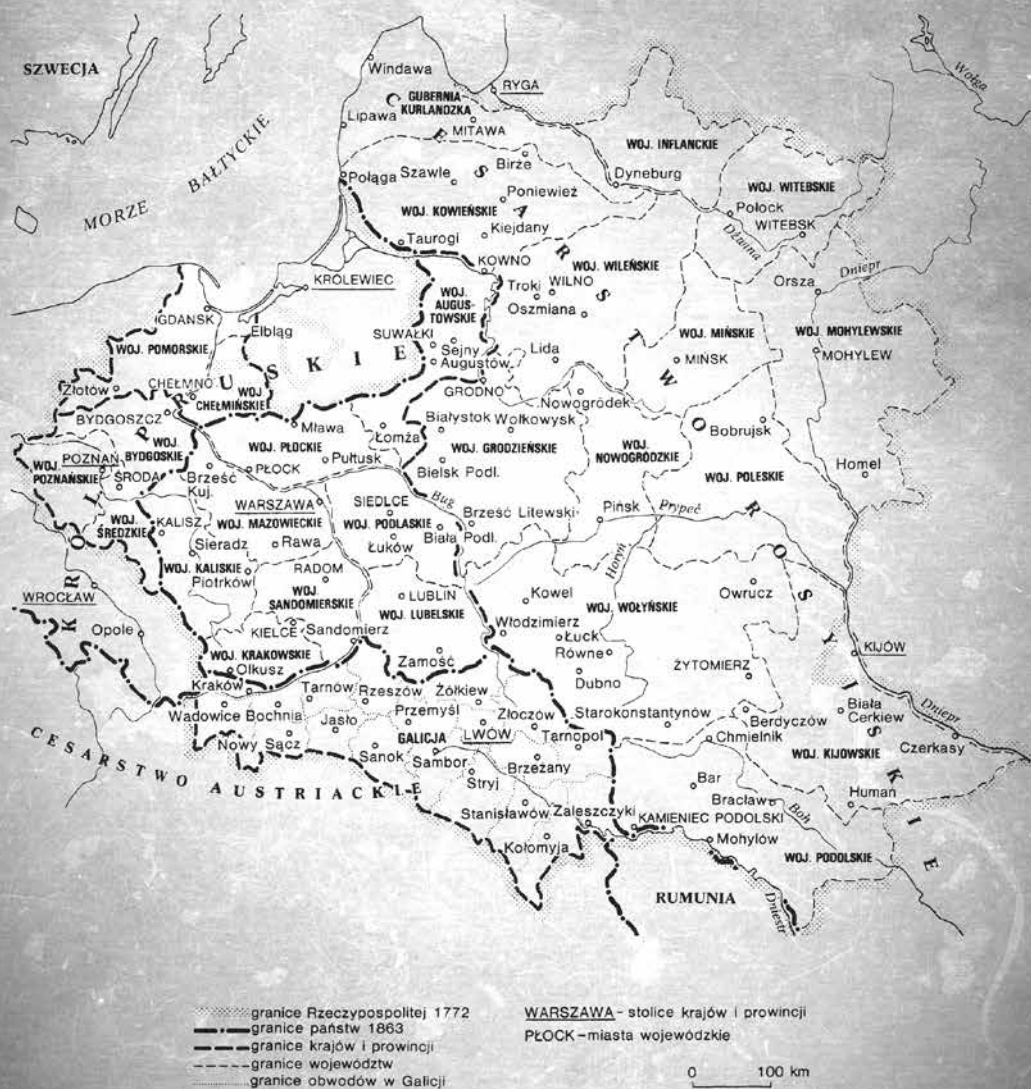 SZWECJA
Windawa
RYGA
Wołga
GUBERNIA
KURLANDZKA
Lipawa
MITAWA
BAŁTYCKIE
MORZE
WOJ. INFLANCKIE
Birże
Dyneburg
Połąga
Szawle
Poniewież
WOJ. WITEBSKIE
Połock
WITEBSK
Dźwina
WOJ. KOWIEŃSKIE
Kiejdany
Taurogi
KOWNO
WOJ. WILEŃSKIE
Orsza
Dniepr
KRÓLEWIEC
WOJ.
AUGUS-
TOWSKIE
Troki
WILNO
Oszmiana
GDAŃSK
Elbląg
SUWAŁKI
Sejny
Augustów
WOJ. MIŃSKIE
MIŃSK
WOJ. MOHYLEWSKIE
MOHYLEW
WOJ. POMORSKIE
Lida
Złotów
CHEŁMNO
WOJ.
CHEŁMIŃSKIE
GRODNO
Nowogródek
BYDGOSZCZ
Mława
Łomża
Białystok
Wołkowysk
Bobrujsk
WOJ.
BYDGOSKIE
WOJ. PŁOCKIE
Pułtusk
WOJ. GRODZIEŃSKIE
WOJ.
NOWOGRÓDZKIE
WOJ.
POZNAŃSKIE
POZNAŃ
ŚRODA
Brześć
Kuj.
PŁOCK
Bielsk Podl.
WOJ. POLESKIE
Homel
WOJ.
ŚREDZKIE
KALISZ
WARSZAWA
WOJ. MAZOWIECKIE
SIEDLCE
WOJ. PODLASKIE
Bug
Brześć Litewski
Biała Podl.
Pińsk
Prypeć
Sieradz
Rawa
Łuków
Horyń
WOJ. KALISKIE
Piotrków
RADOM
WROCŁAW
WOJ.
SANDOMIERSKIE
LUBLIN
WOJ. LUBELSKIE
Kowel
WOJ. WOŁYŃSKIE
Owrucz
Opole
KIELCE
Sandomierz
Włodzimierz
Łuck
Równe
KIJÓW
WOJ. KRAKOWSKIE
Olkusz
Zamość
Dubno
ŻYTOMIERZ
Kraków
Tarnów
Rzeszów
Żółkiew
Dniepr
Wadowice
Bochnia
Jasło
Przemyśl
Złoczów
Starokonstantynów
Berdyczów
Biała
Cerkiew
GALICJA
LWÓW
Tarnopol
Chmielnik
Czerkasy
Nowy Sącz
Sanok
Sambor
Brzeżany
WOJ. KIJOWSKIE
Stryj
Bar
Humań
Bracław
Boh
Stanisławów
Zaleszczyki
KAMIENIEC PODOLSKI
Kołomyja
Mohylów
WOJ. PODOLSKIE
RUMUNIA
Dniestr
KRÓL. PRUSKIE
CESARSTWO ROSYJSKIE
CESARSTWO AUSTRIACKIE
granice Rzeczypospolitej 1772
granice państw 1863
granice krajów i prowincji
granice województw
granice obwodów w Galicji
WARSZAWA - stolice krajów i prowincji
PŁOCK - miasta wojewódzkie
0 100 km